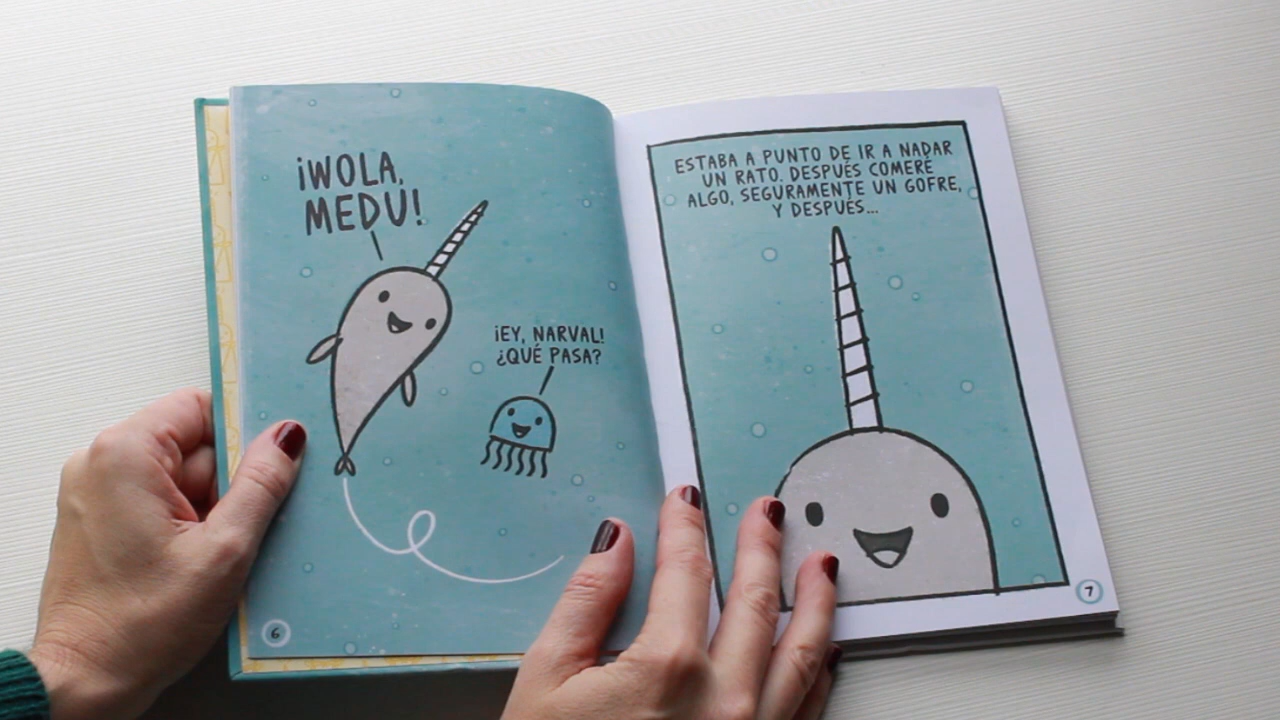 ¡WOLA,
MEDU!
¡EY, NARVAL!
¿QUÉ PASA?
6
ESTABA A PUNTO DE IR A NADAR
UN RATO. DESPUÉS COMERÉ
ALGO, SEGURAMENTE UN GOFRE,
Y DESPUÉS...
7